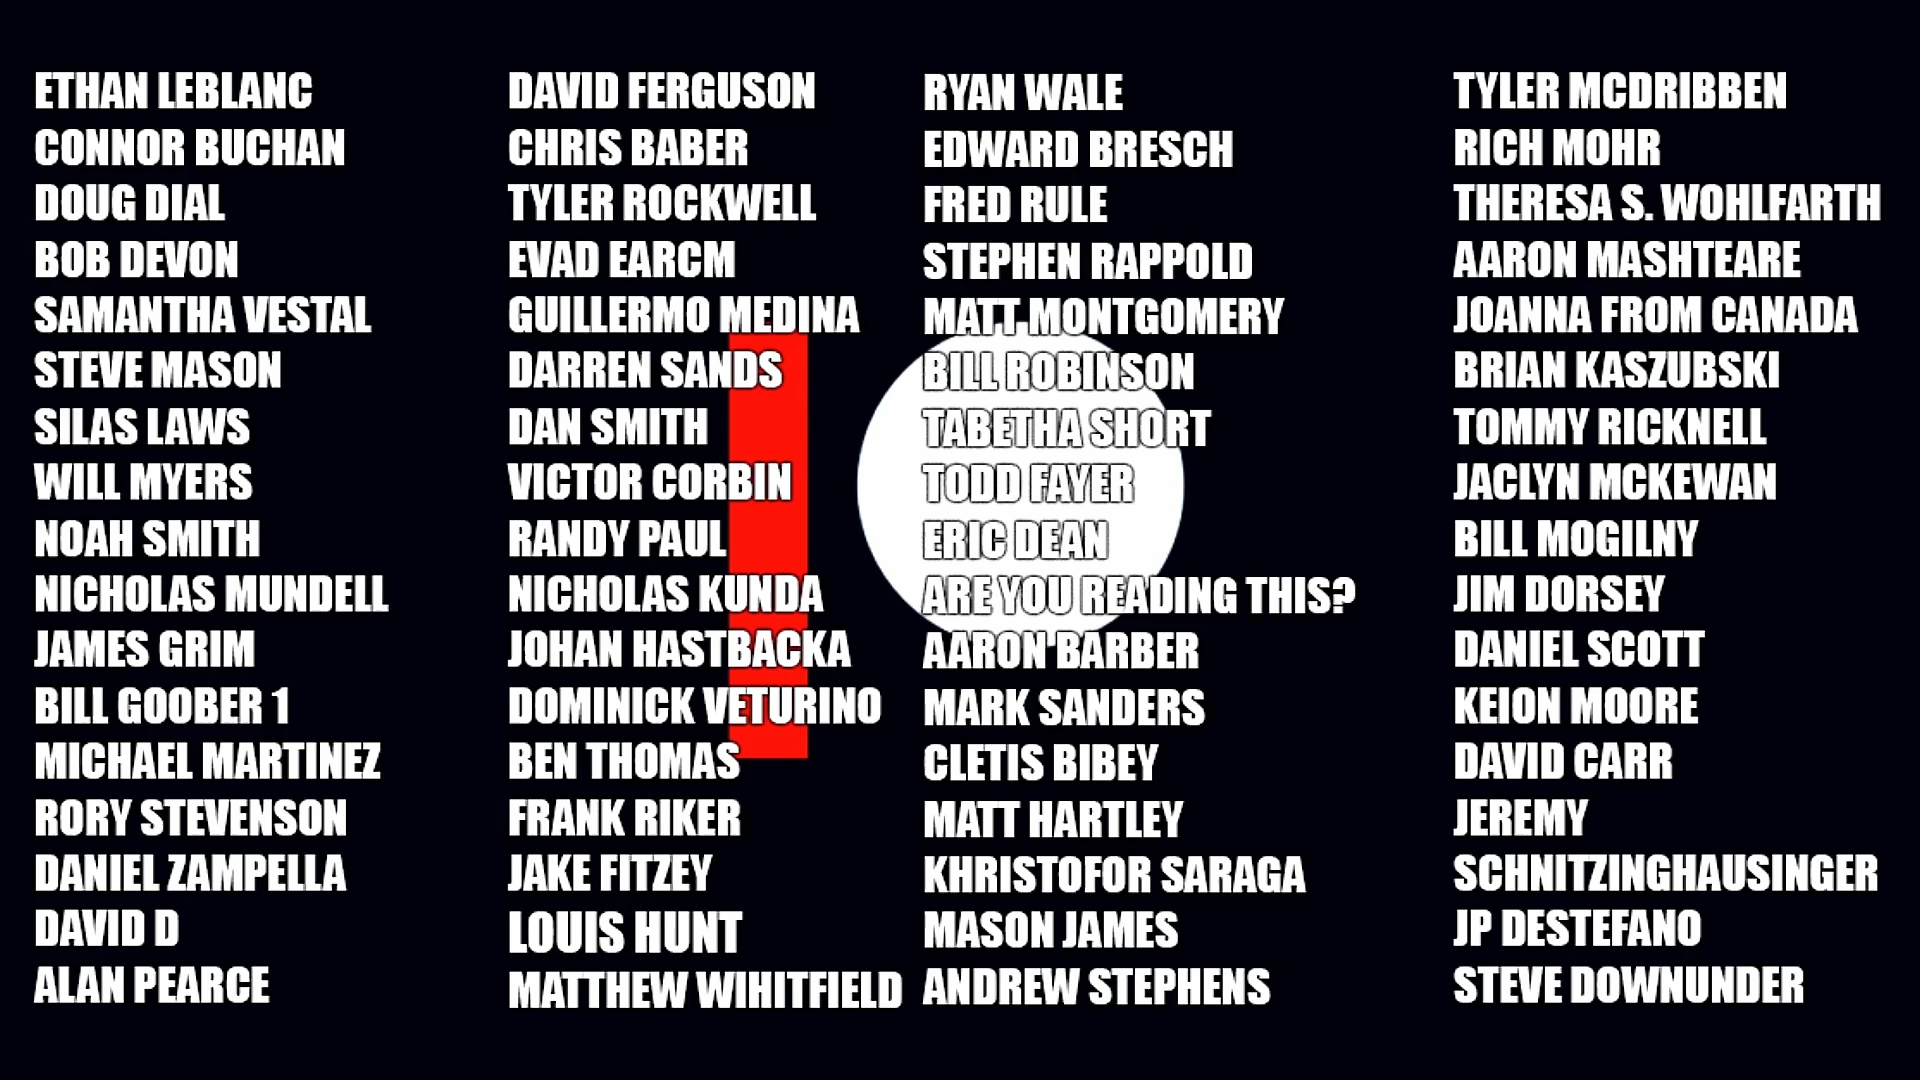 ETHAN LEBLANC
CONNOR BUCHAN
DOUG DIAL
BOB DEVON
SAMANTHA VESTAL
STEVE MASON
SILAS LAWS
WILL MYERS
NOAH SMITH
NICHOLAS MUNDELL
JAMES GRIM
BILL GOOBER 1
MICHAEL MARTINEZ
RORY STEVENSON
DANIEL ZAMPELLA
DAVID D
ALAN PEARCE
DAVID FERGUSON
CHRIS BABER
TYLER ROCKWELL
EVAD EARCM
GUILLERMO MEDINA
DARREN SANDS
DAN SMITH
VICTOR CORBIN
RANDY PAUL
NICHOLAS KUNDA
JOHAN HASTBACKA
DOMINICK VETURINO
BEN THOMAS
FRANK RIKER
JAKE FITZEY
LOUIS HUNT
MATTHEW WIHITFIELD
RYAN WALE
EDWARD BRESCH
FRED RULE
STEPHEN RAPPOLD
MATT MONTGOMERY
BILL ROBINSON
TABETHA SHORT
TODD FAYER
ERIC DEAN
ARE YOU READING THIS?
AARON BARBER
MARK SANDERS
CLETIS BIBEY
MATT HARTLEY
KHRISTOFOR SARAGA
MASON JAMES
ANDREW STEPHENS
TYLER MCDRIBBEN
RICH MOHR
THERESA S. WOHLFARTH
AARON MASHTEARE
JOANNA FROM CANADA
BRIAN KASZUBSKI
TOMMY RICKNELL
JACLYN MCKEWAN
BILL MOGILNY
JIM DORSEY
DANIEL SCOTT
KEION MOORE
DAVID CARR
JEREMY
SCHNITZINGHAUSINGER
JP DESTEFANO
STEVE DOWNUNDER